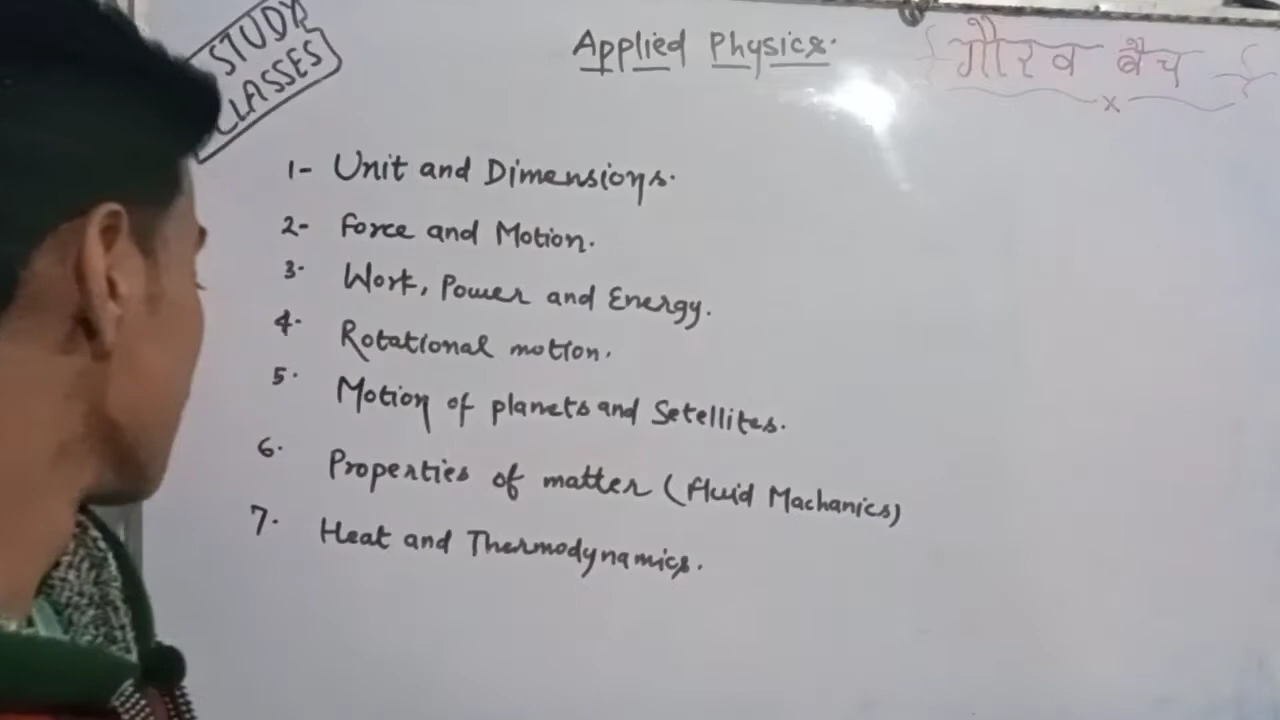 STUDY
CLASSES
Applied Physics.
गौरव बैच
x
1- Unit and Dimensions.
2- Force and Motion.
3. Work, Power and Energy.
4. Rotational motion.
5. Motion of planets and Setellites.
6. Properties of matter (fluid Machanics)
7. Heat and Thermodynamics.